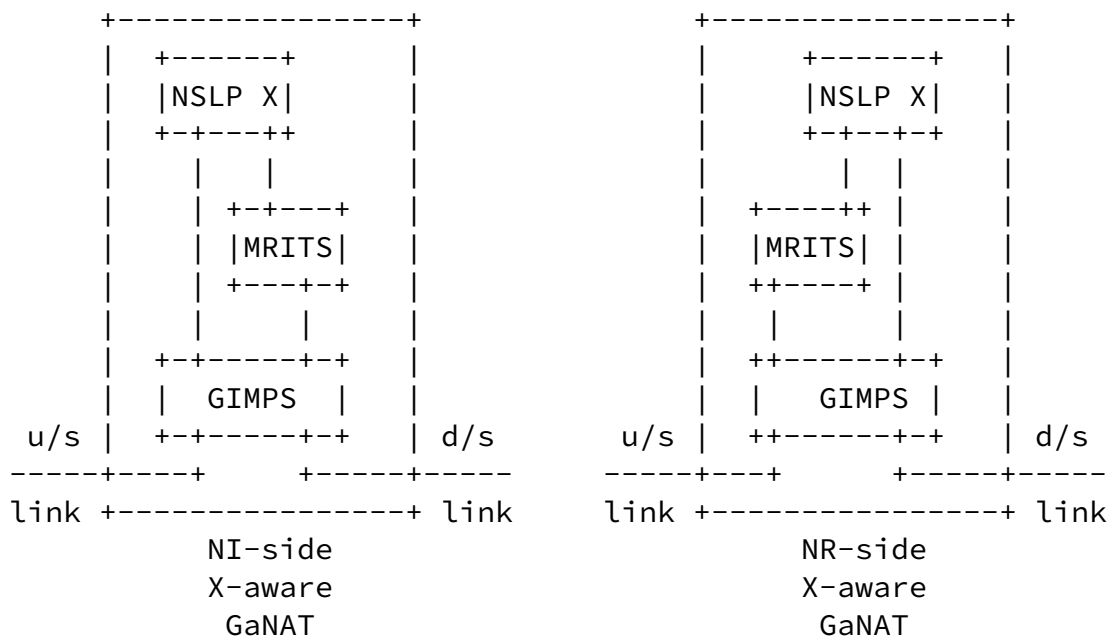 NSLP X NSLP X
MRITS MRITS
GIMPS GIMPS
u/s d/s u/s d/s
link link link link
NI-side NR-side
X-aware X-aware
GaNAT GaNAT